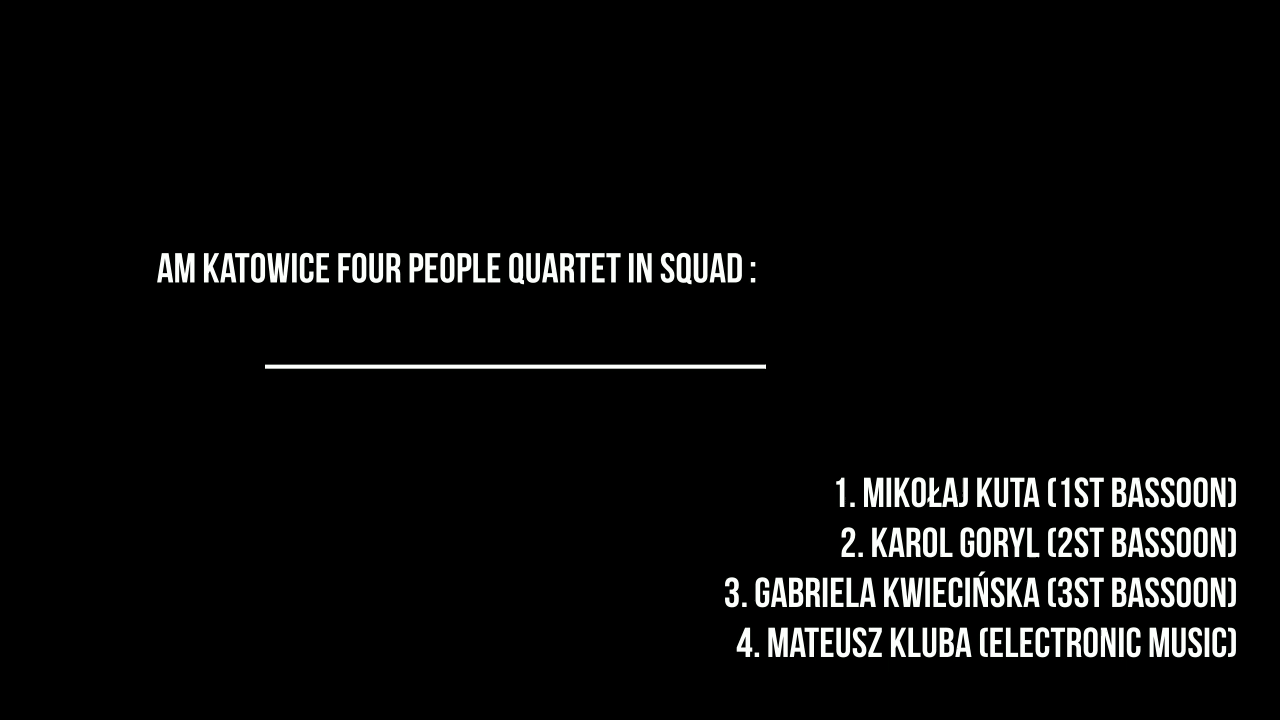 AM KATOWICE FOUR PEOPLE QUARTET IN SQUAD :
1. MIKOŁAJ KUTA (1ST BASSOON)
2. KAROL GORYL (2ST BASSOON)
3. GABRIELA KWIECIŃSKA (3ST BASSOON)
4. MATEUSZ KLUBA (ELECTRONIC MUSIC)